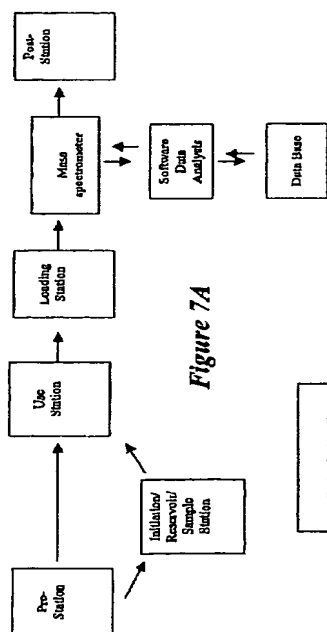 Pre-
Station
Initiation/
Reservoir/
Sample
Station
Use
Station
Loading
Station
Mass
spectrometer
Post-
Station
Software
Data
Analysis
Data Base
Figure 7A